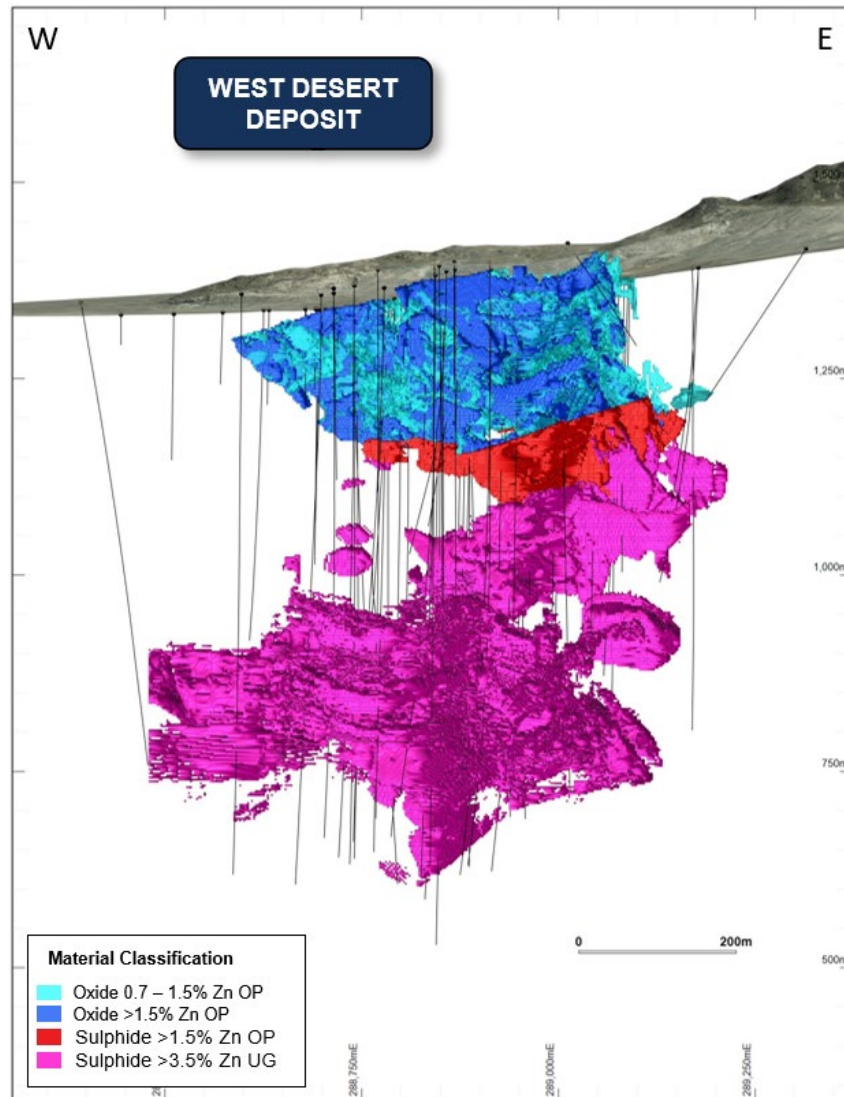 W
E
WEST DESERT
DEPOSIT
1,500m
1,250m
1,000m
750m
500m
0
200m
Material Classification
Oxide 0.7 – 1.5% Zn OP
Oxide >1.5% Zn OP
Sulphide >1.5% Zn OP
Sulphide >3.5% Zn UG
288,750mE
289,000mE
289,250mE